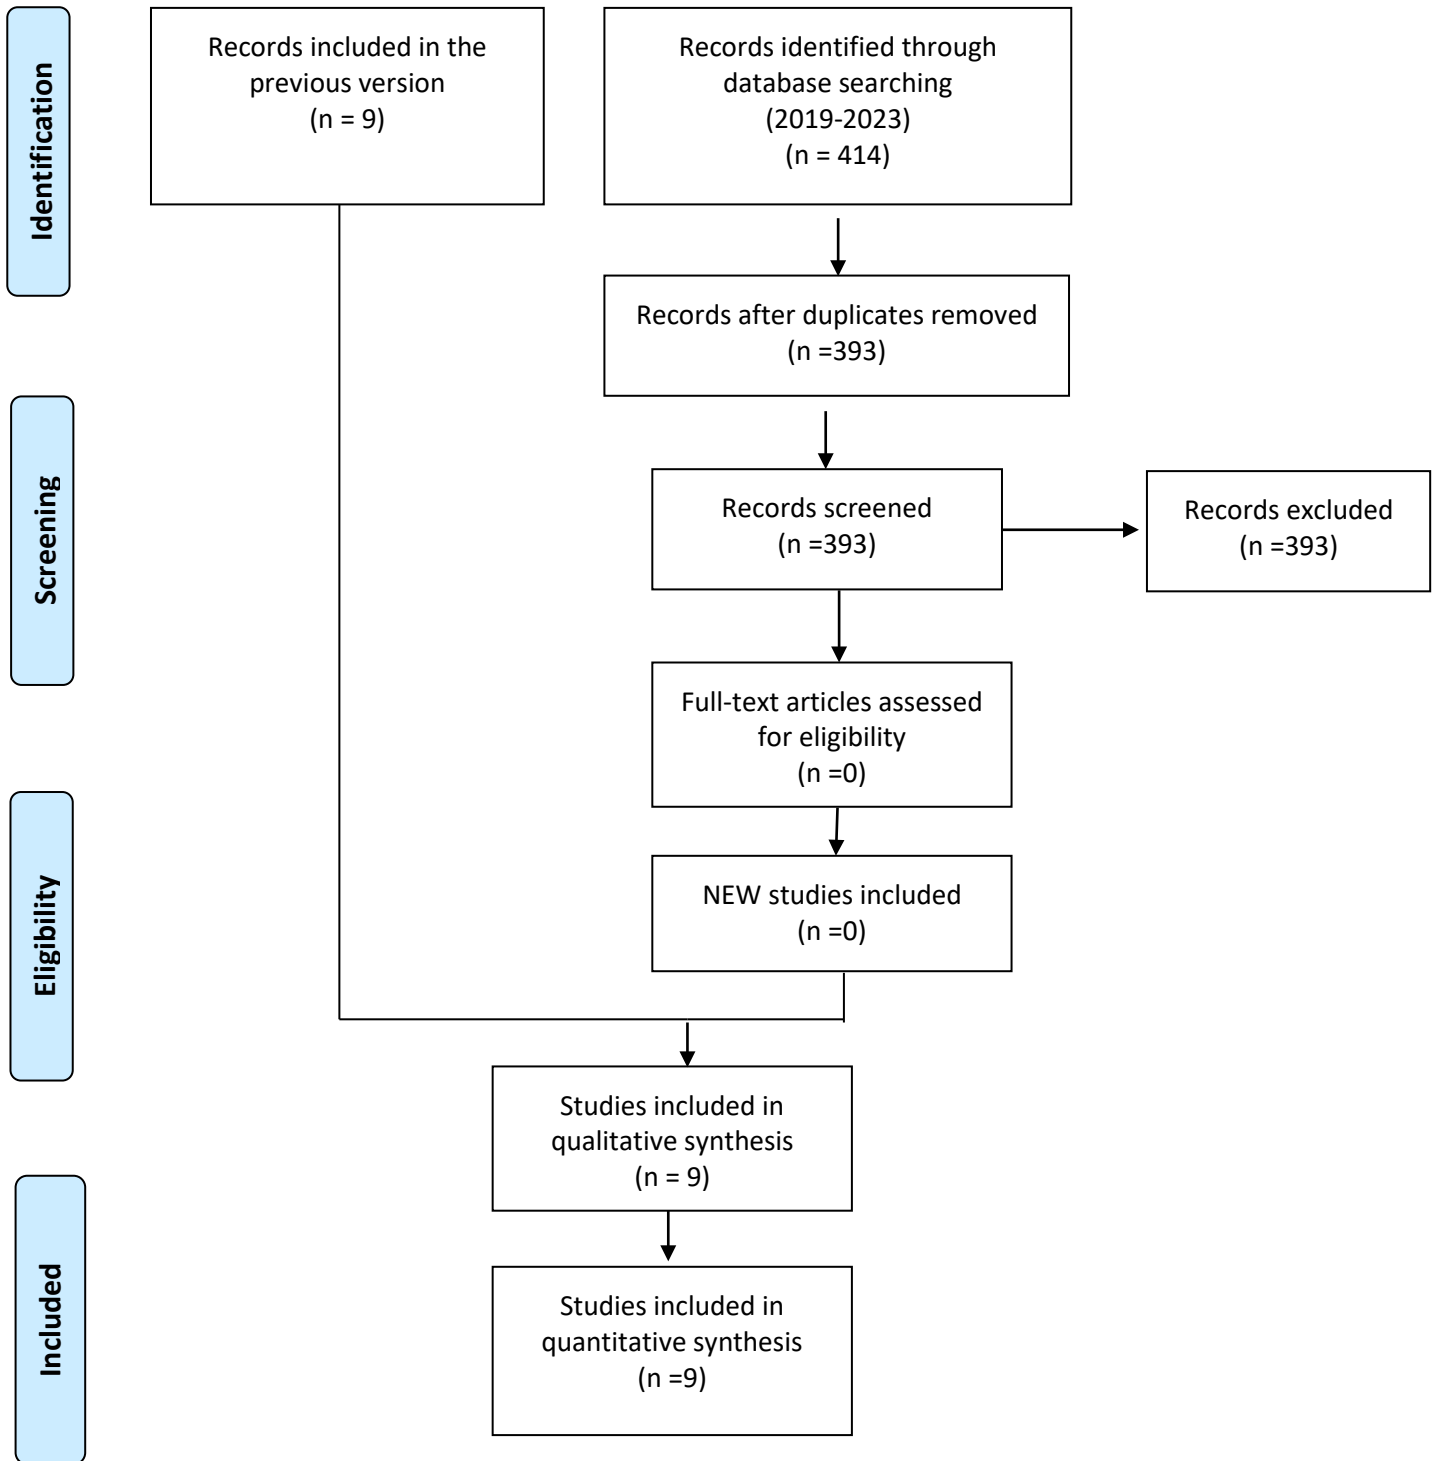 Identification
Records included in the
previous version
(n = 9)
Records identified through
database searching
(2019-2023)
(n = 414)
Records after duplicates removed
(n =393)
Screening
Records screened
(n =393)
Records excluded
(n =393)
Full-text articles assessed
for eligibility
(n =0)
Eligibility
NEW studies included
(n =0)
Studies included in
qualitative synthesis
(n = 9)
Included
Studies included in
quantitative synthesis
(n =9)